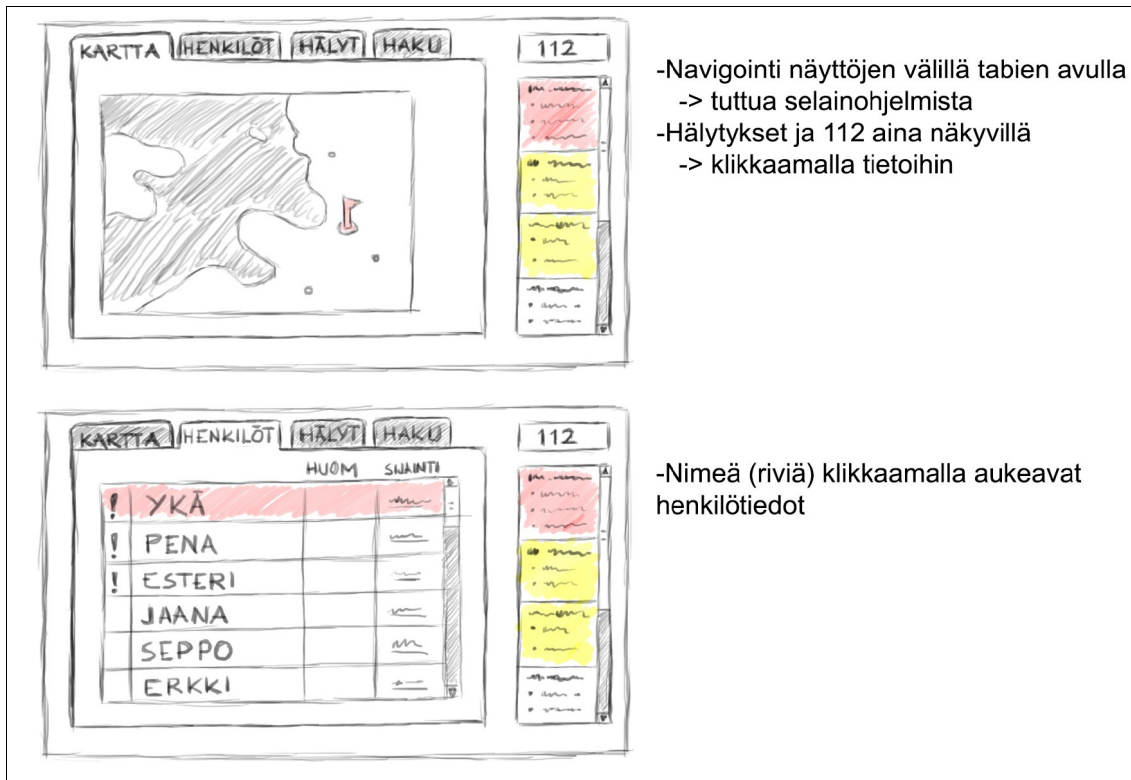 KARTTA HENKILÖT HÄLYT HAKU
112
-Navigointi näyttöjen välillä tabien avulla
-> tuttua selainohjelmista
-Hälytykset ja 112 aina näkyvillä
-> klikkaamalla tietoihin
KARTTA HENKILÖT HÄLYT HAKU
112
HUOM SIJAINTI
! YKÄ
! PENA
! ESTERI
JAANA
SEPPO
ERKKI
-Nimeä (riviä) klikkaamalla aukeavat
henkilötiedot